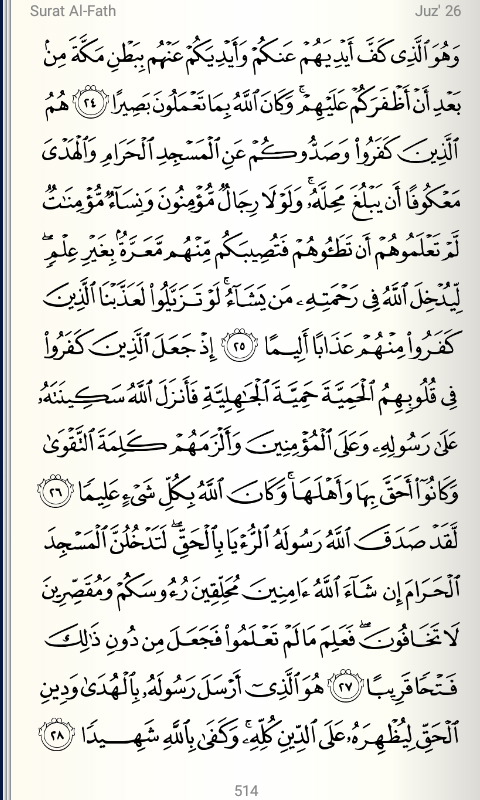 Surat Al-Fath
Juz' 26
وَهُوَ ٱلَّذِى كَفَّ أَيْدِيَهُمْ عَنكُمْ وَأَيْدِيَكُمْ عَنْهُم بِبَطْنِ مَكَّةَ مِنۢ
بَعْدِ أَنْ أَظْفَرَكُمْ عَلَيْهِمْ ۚ وَكَانَ ٱللَّهُ بِمَا تَعْمَلُونَ بَصِيرًا ٢٤ هُمُ
ٱلَّذِينَ كَفَرُوا۟ وَصَدُّوكُمْ عَنِ ٱلْمَسْجِدِ ٱلْحَرَامِ وَٱلْهَدْىَ
مَعْكُوفًا أَن يَبْلُغَ مَحِلَّهُۥ ۚ وَلَوْلَا رِجَالٌ مُّؤْمِنُونَ وَنِسَآءٌ مُّؤْمِنَـٰتٌ
لَّمْ تَعْلَمُوهُمْ أَن تَطَـُٔوهُمْ فَتُصِيبَكُم مِّنْهُم مَّعَرَّةٌۢ بِغَيْرِ عِلْمٍ ۖ
لِّيُدْخِلَ ٱللَّهُ فِى رَحْمَتِهِۦ مَن يَشَآءُ ۚ لَوْ تَزَيَّلُوا۟ لَعَذَّبْنَا ٱلَّذِينَ
كَفَرُوا۟ مِنْهُمْ عَذَابًا أَلِيمًا ٢٥ إِذْ جَعَلَ ٱلَّذِينَ كَفَرُوا۟
فِى قُلُوبِهِمُ ٱلْحَمِيَّةَ حَمِيَّةَ ٱلْجَـٰهِلِيَّةِ فَأَنزَلَ ٱللَّهُ سَكِينَتَهُۥ
عَلَىٰ رَسُولِهِۦ وَعَلَى ٱلْمُؤْمِنِينَ وَأَلْزَمَهُمْ كَلِمَةَ ٱلتَّقْوَىٰ
وَكَانُوٓا۟ أَحَقَّ بِهَا وَأَهْلَهَا ۚ وَكَانَ ٱللَّهُ بِكُلِّ شَىْءٍ عَلِيمًا ٢٦
لَّقَدْ صَدَقَ ٱللَّهُ رَسُولَهُ ٱلرُّءْيَا بِٱلْحَقِّ ۖ لَتَدْخُلُنَّ ٱلْمَسْجِدَ
ٱلْحَرَامَ إِن شَآءَ ٱللَّهُ ءَامِنِينَ مُحَلِّقِينَ رُءُوسَكُمْ وَمُقَصِّرِينَ
لَا تَخَافُونَ ۖ فَعَلِمَ مَا لَمْ تَعْلَمُوا۟ فَجَعَلَ مِن دُونِ ذَٰلِكَ
فَتْحًا قَرِيبًا ٢٧ هُوَ ٱلَّذِىٓ أَرْسَلَ رَسُولَهُۥ بِٱلْهُدَىٰ وَدِينِ
ٱلْحَقِّ لِيُظْهِرَهُۥ عَلَى ٱلدِّينِ كُلِّهِۦ ۚ وَكَفَىٰ بِٱللَّهِ شَهِيدًا ٢٨
514